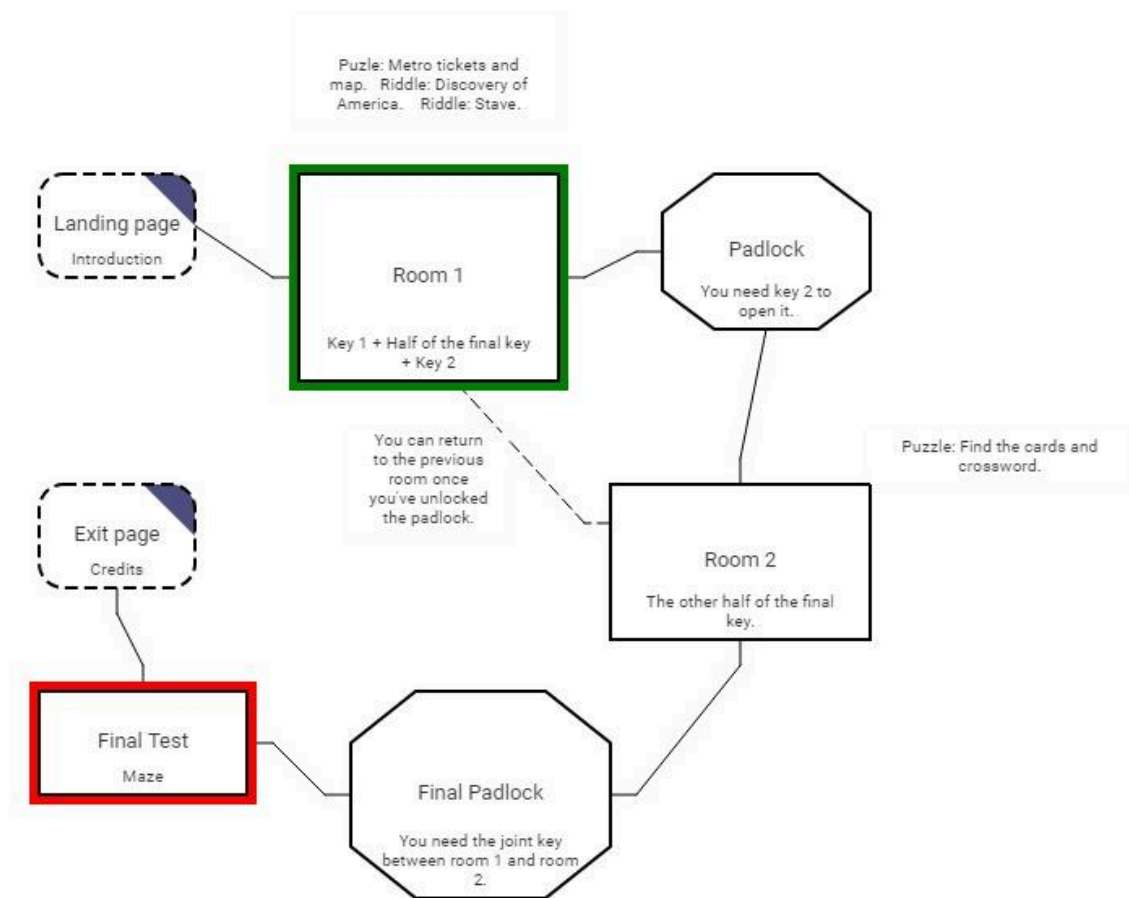 Puzle: Metro tickets and
map.   Riddle: Discovery of
America.    Riddle: Stave.
Landing page
Introduction
Room 1
Key 1 + Half of the final key
+ Key 2
Padlock
You need key 2 to
open it.
You can return
to the previous
room once
you've unlocked
the padlock.
Puzzle: Find the cards and
crossword.
Room 2
The other half of the final
key.
Exit page
Credits
Final Test
Maze
Final Padlock
You need the joint key
between room 1 and room
2.